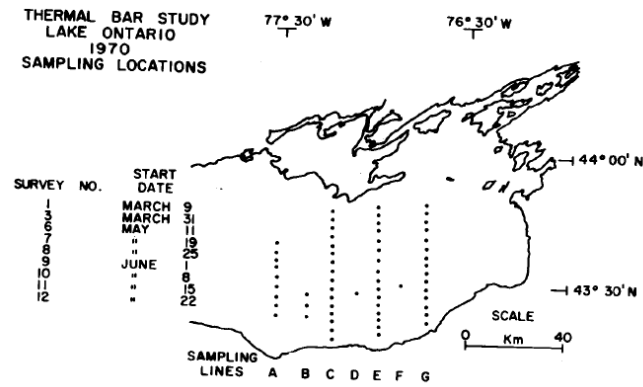 THERMAL BAR STUDY
LAKE ONTARIO
1970
SAMPLING LOCATIONS
77° 30' W
76° 30' W
44° 00' N
43° 30' N
SURVEY NO. START DATE
1 MARCH 9
3 MARCH 31
6 MAY 11
7 " 19
8 " 25
9 JUNE 1
10 " 8
11 " 15
12 " 22
SCALE
0 Km 40
SAMPLING LINES A B C D E F G